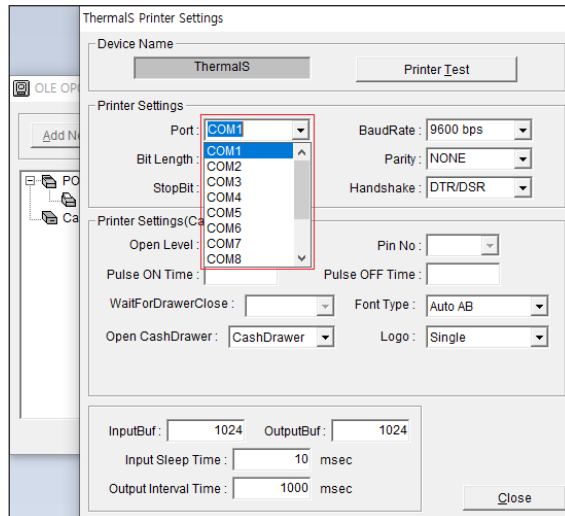 ThermalS Printer Settings
Device Name
ThermalS
Printer Test
OLE OP
Add Ne
PO
Ca
Printer Settings
Port : COM1 BaudRate : 9600 bps
COM1
COM2
COM3
COM4
COM5
COM6
COM7
COM8
Bit Length : Parity : NONE
StopBit : Handshake : DTR/DSR
Printer Settings(Ca
Open Level : Pin No :
Pulse ON Time : Pulse OFF Time :
WaitForDrawerClose : Font Type : Auto AB
Open CashDrawer : CashDrawer Logo : Single
InputBuf : 1024 OutputBuf : 1024
Input Sleep Time : 10 msec
Output Interval Time : 1000 msec
Close